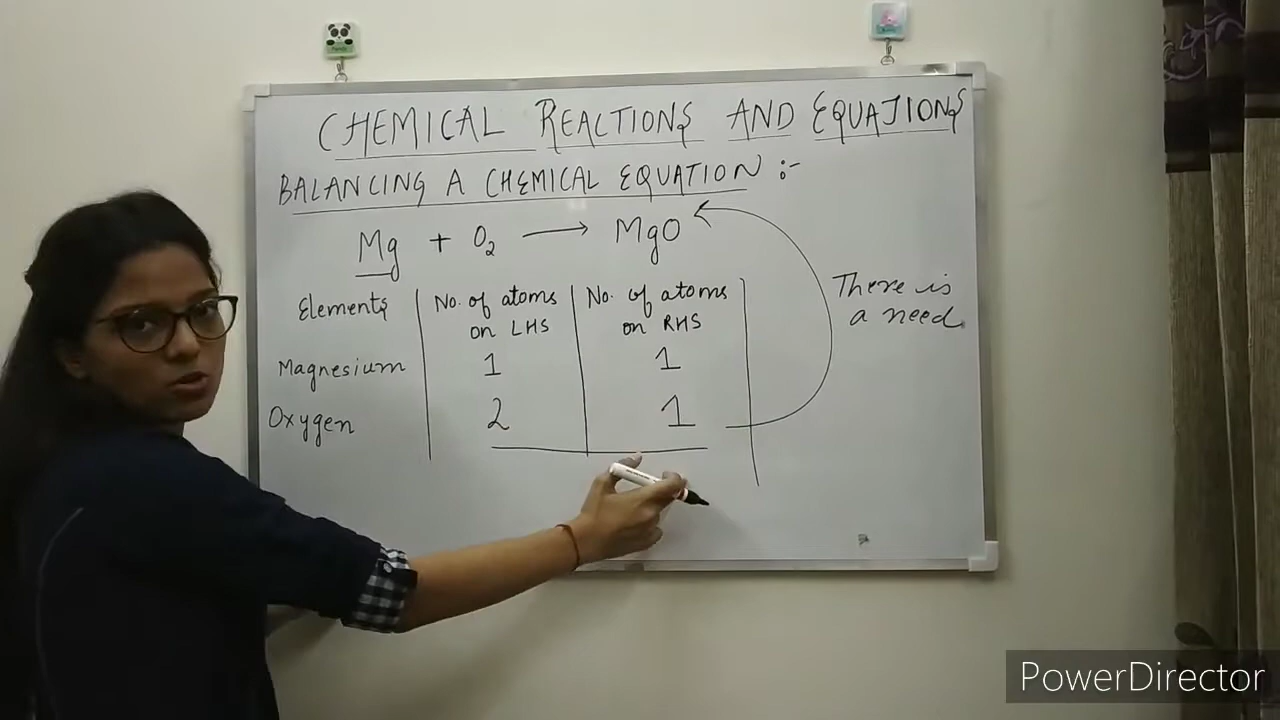 CHEMICAL REACTIONS AND EQUATIONS
BALANCING A CHEMICAL EQUATION :-
Mg + O₂ ⟶ MgO
Elements No. of atoms on LHS No. of atoms on RHS
Magnesium 1 1
Oxygen 2 1
There is
a need.
PowerDirector